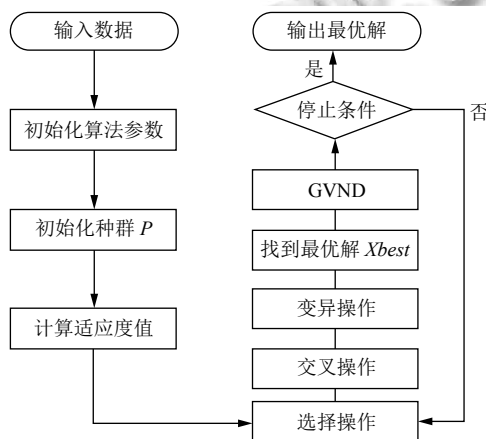 输入数据
初始化算法参数
初始化种群 P
计算适应度值
输出最优解
是
停止条件
否
GVND
找到最优解 Xbest
变异操作
交叉操作
选择操作